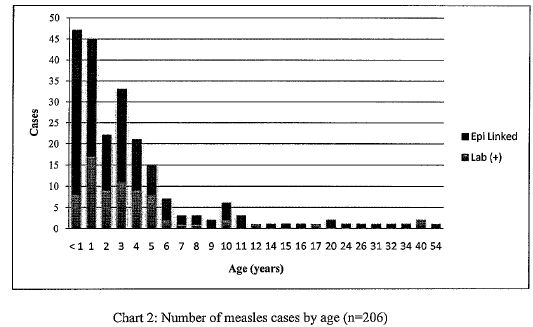 50
45
40
35
30
25
20
15
10
5
0
Cases
< 1 1 2 3 4 5 6 7 8 9 10 11 12 14 15 16 17 20 24 26 31 32 34 40 54
Age (years)
Epi Linked
Lab (+)
Chart 2: Number of measles cases by age (n=206)